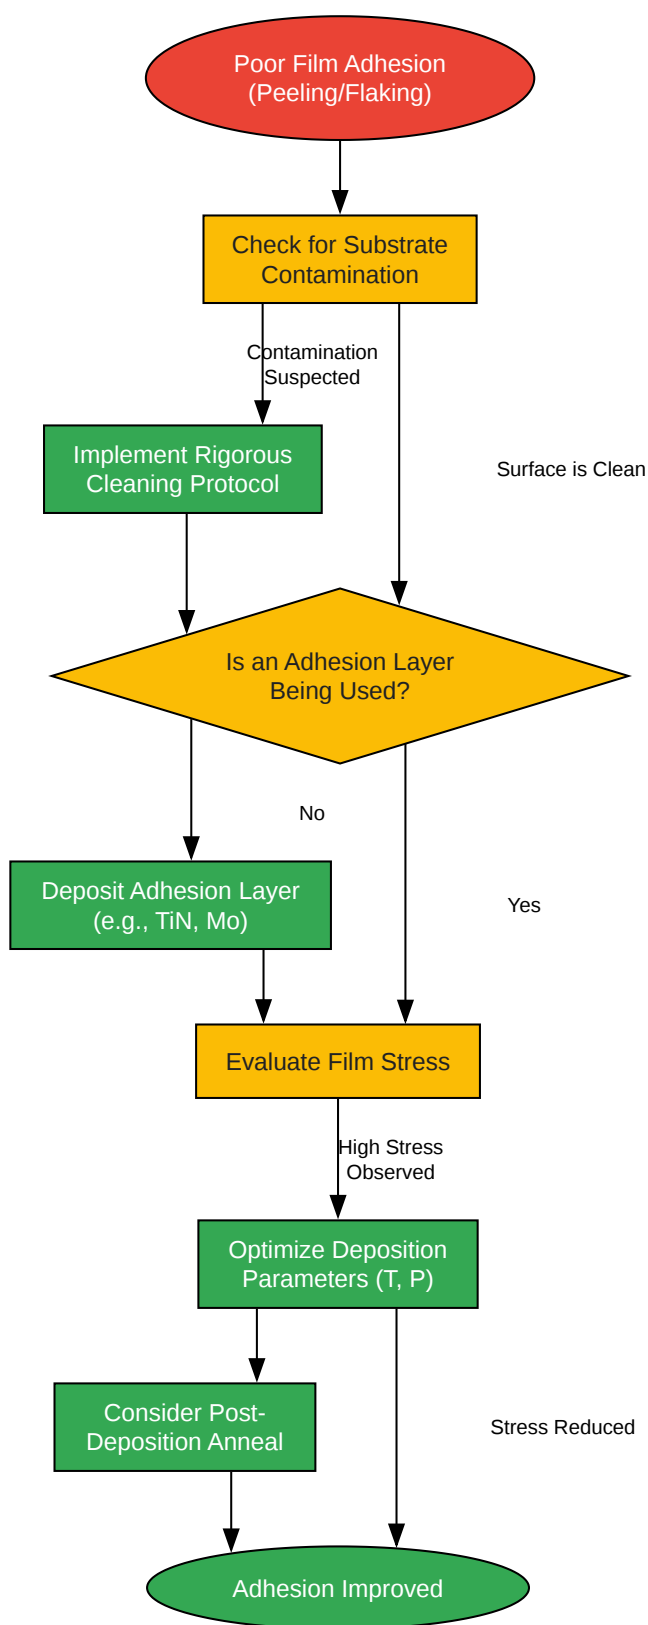 Poor Film Adhesion
(Peeling/Flaking)
Check for Substrate
Contamination
Contamination
Suspected
Implement Rigorous
Cleaning Protocol
Surface is Clean
Is an Adhesion Layer
Being Used?
No
Deposit Adhesion Layer
(e.g., TiN, Mo)
Yes
Evaluate Film Stress
High Stress
Observed
Optimize Deposition
Parameters (T, P)
Consider Post-
Deposition Anneal
Stress Reduced
Adhesion Improved